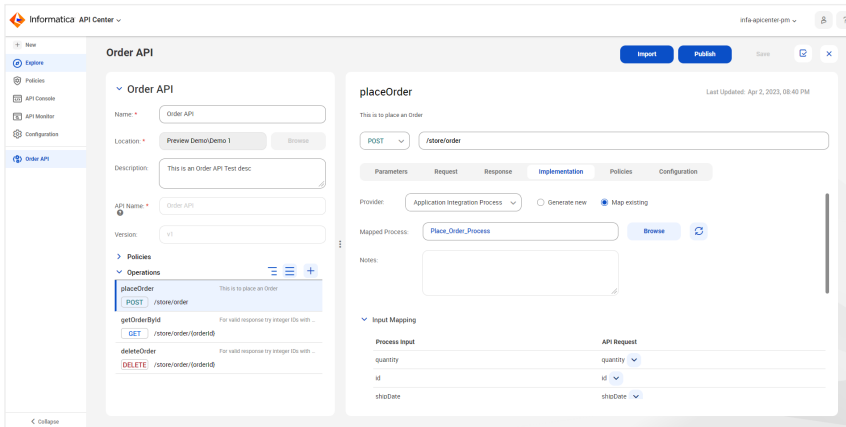 Informatica API Center
infa-apicenter-pm
?
New
Explore
Policies
API Console
API Monitor
Configuration
Order API
Collapse
Order API
Import
Publish
Save
Order API
Name: *
Order API
Location: *
Preview Demo\Demo 1
Browse
Description:
This is an Order API Test desc
API Name: *
Order API
Version:
v1
Policies
Operations
placeOrder
This is to place an Order
POST
/store/order
getOrderById
For valid response try integer IDs with ...
GET
/store/order/{orderId}
deleteOrder
For valid response try integer IDs with ...
DELETE
/store/order/{orderId}
placeOrder
Last Updated: Apr 2, 2023, 08:40 PM
This is to place an Order
POST
/store/order
Parameters
Request
Response
Implementation
Policies
Configuration
Provider:
Application Integration Process
Generate new
Map existing
Mapped Process:
Place_Order_Process
Browse
Notes:
Input Mapping
Process Input
API Request
quantity
quantity
id
id
shipDate
shipDate